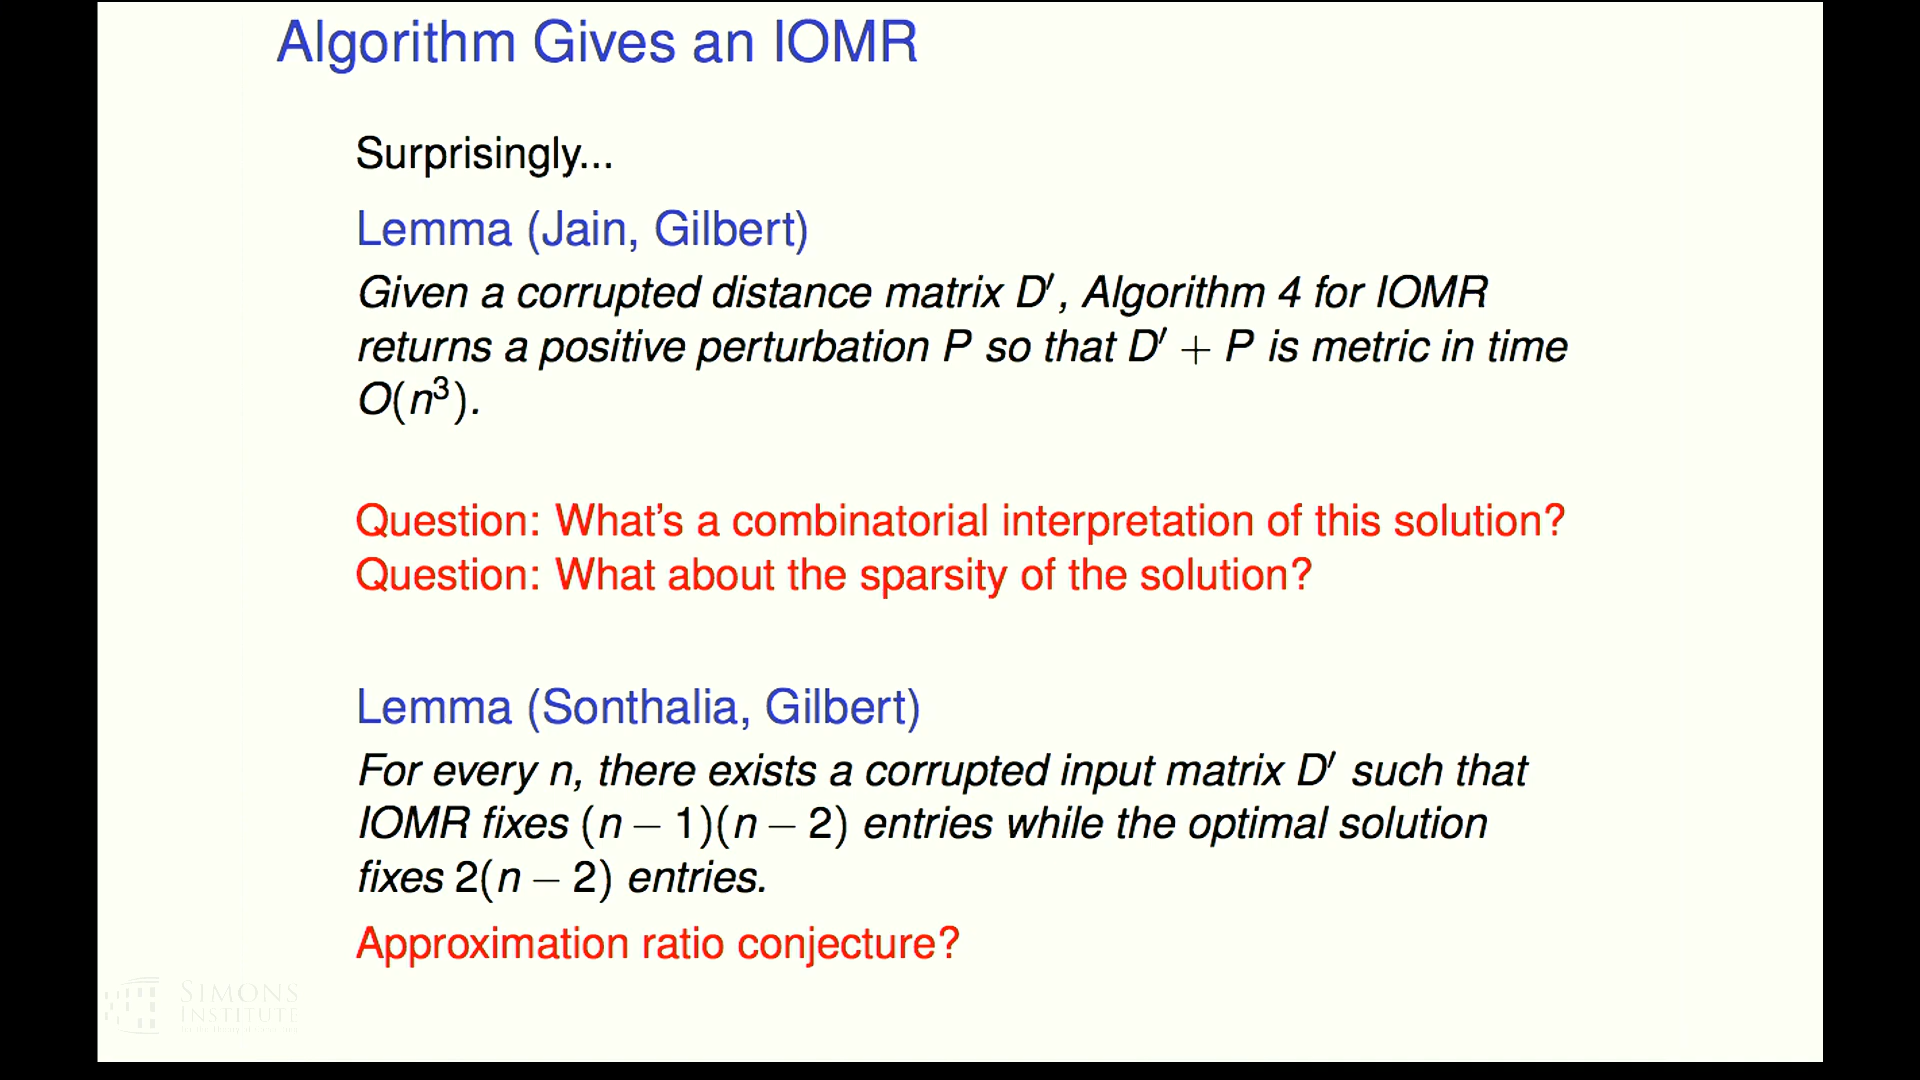 Algorithm Gives an IOMR
Surprisingly...
Lemma (Jain, Gilbert)
Given a corrupted distance matrix D′, Algorithm 4 for IOMR
returns a positive perturbation P so that D′ + P is metric in time
O(n³).
Question: What's a combinatorial interpretation of this solution?
Question: What about the sparsity of the solution?
Lemma (Sonthalia, Gilbert)
For every n, there exists a corrupted input matrix D′ such that
IOMR fixes (n − 1)(n − 2) entries while the optimal solution
fixes 2(n − 2) entries.
Approximation ratio conjecture?
SIMONS
INSTITUTE